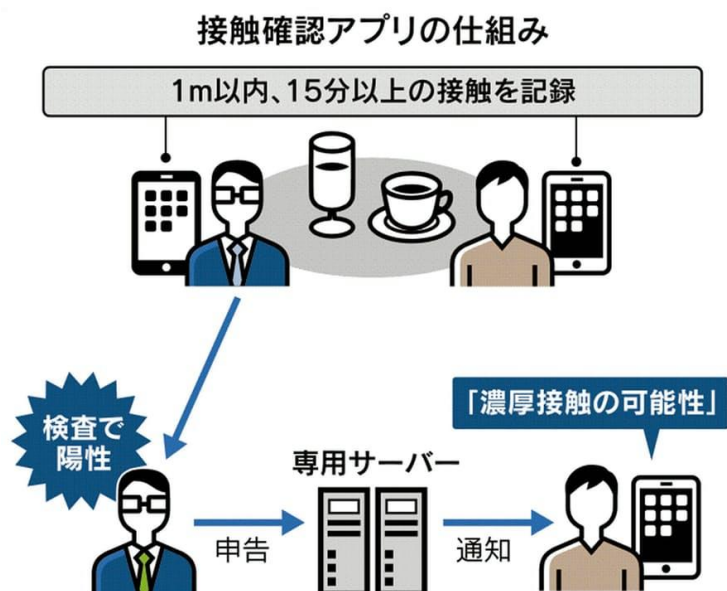 接触確認アプリの仕組み
1m以内、15分以上の接触を記録
検査で
陽性
「濃厚接触の可能性」
専用サーバー
申告
通知